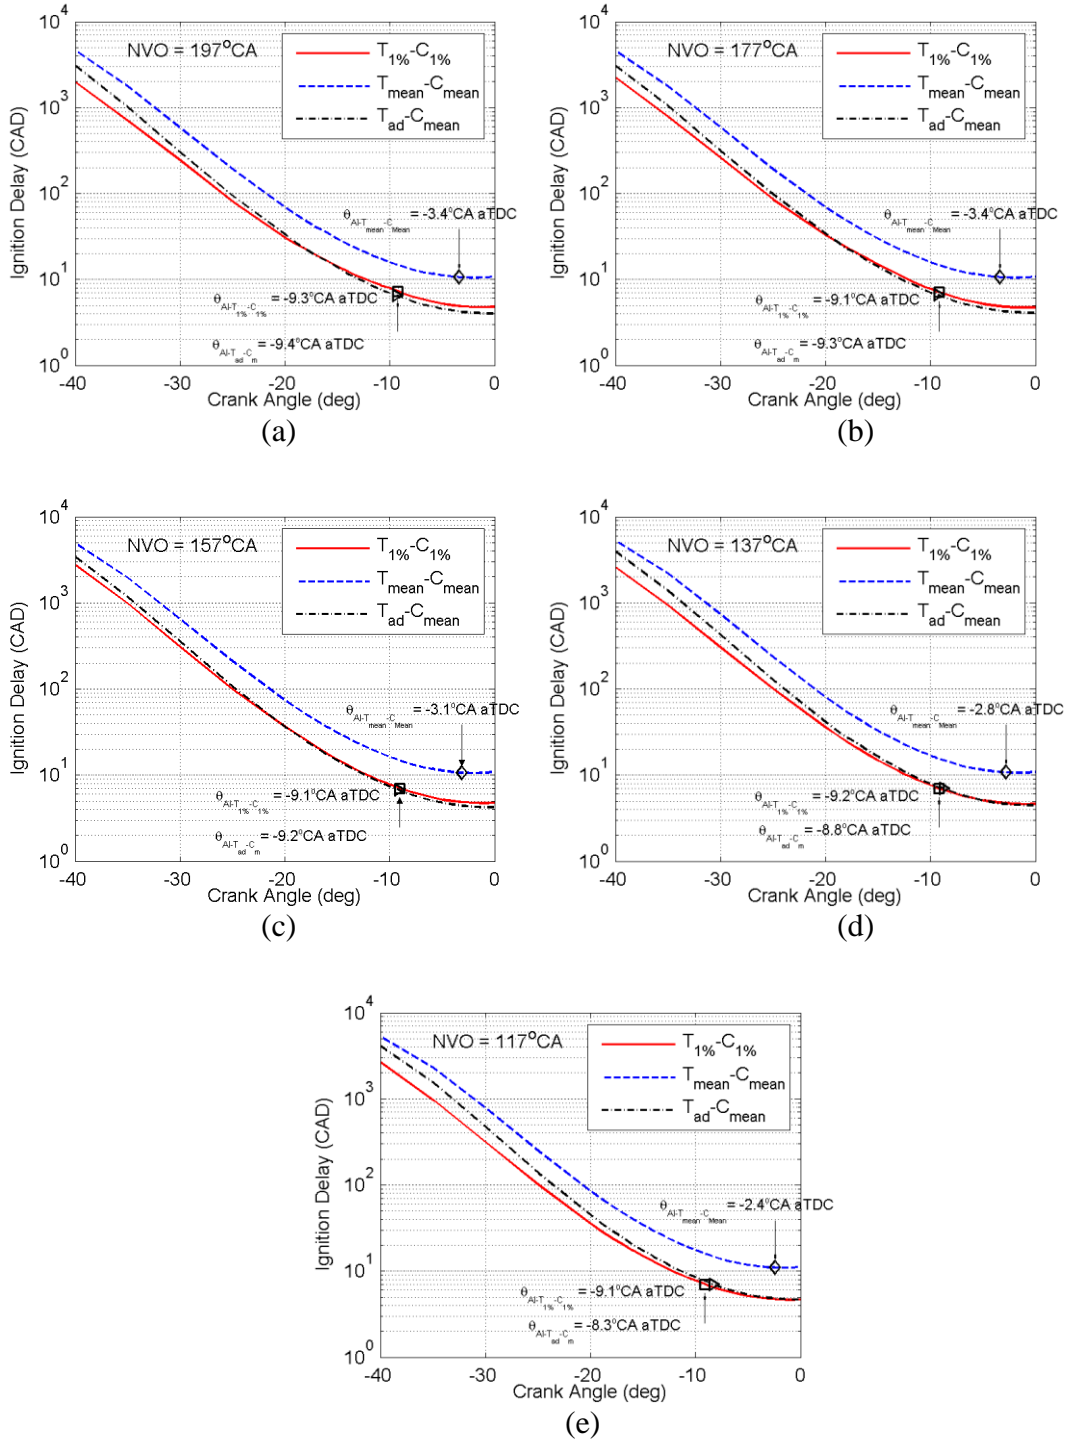 NVO = 197°CA
T1%-C1%
Tmean-Cmean
Tad-Cmean
10^4
10^3
10^2
10^1
10^0
Ignition Delay (CAD)
θAI-Tmean-CMean = -3.4°CA aTDC
θAI-T1%-C1% = -9.3°CA aTDC
θAI-Tad-Cm = -9.4°CA aTDC
-40 -30 -20 -10 0
Crank Angle (deg)
(a)
NVO = 177°CA
T1%-C1%
Tmean-Cmean
Tad-Cmean
10^4
10^3
10^2
10^1
10^0
Ignition Delay (CAD)
θAI-Tmean-CMean = -3.4°CA aTDC
θAI-T1%-C1% = -9.1°CA aTDC
θAI-Tad-Cm = -9.3°CA aTDC
-40 -30 -20 -10 0
Crank Angle (deg)
(b)
NVO = 157°CA
T1%-C1%
Tmean-Cmean
Tad-Cmean
10^4
10^3
10^2
10^1
10^0
Ignition Delay (CAD)
θAI-Tmean-CMean = -3.1°CA aTDC
θAI-T1%-C1% = -9.1°CA aTDC
θAI-Tad-Cm = -9.2°CA aTDC
-40 -30 -20 -10 0
Crank Angle (deg)
(c)
NVO = 137°CA
T1%-C1%
Tmean-Cmean
Tad-Cmean
10^4
10^3
10^2
10^1
10^0
Ignition Delay (CAD)
θAI-Tmean-CMean = -2.8°CA aTDC
θAI-T1%-C1% = -9.2°CA aTDC
θAI-Tad-Cm = -8.8°CA aTDC
-40 -30 -20 -10 0
Crank Angle (deg)
(d)
NVO = 117°CA
T1%-C1%
Tmean-Cmean
Tad-Cmean
10^4
10^3
10^2
10^1
10^0
Ignition Delay (CAD)
θAI-Tmean-CMean = -2.4°CA aTDC
θAI-T1%-C1% = -9.1°CA aTDC
θAI-Tad-Cm = -8.3°CA aTDC
-40 -30 -20 -10 0
Crank Angle (deg)
(e)